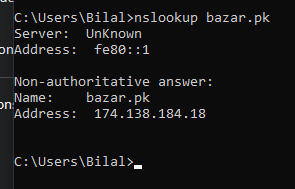 C:\Users\Bilal>nslookup bazar.pk
Server:  UnKnown
Address:  fe80::1

Non-authoritative answer:
Name:    bazar.pk
Address:  174.138.184.18

C:\Users\Bilal>